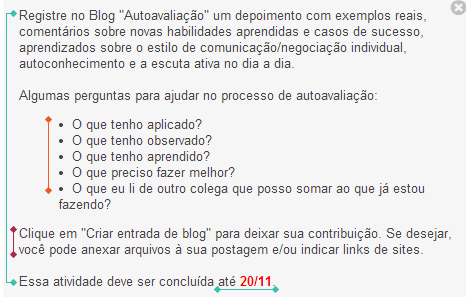 Registre no Blog "Autoavaliação" um depoimento com exemplos reais,
comentários sobre novas habilidades aprendidas e casos de sucesso,
aprendizados sobre o estilo de comunicação/negociação individual,
autoconhecimento e a escuta ativa no dia a dia.
Algumas perguntas para ajudar no processo de autoavaliação:
• O que tenho aplicado?
• O que tenho observado?
• O que tenho aprendido?
• O que preciso fazer melhor?
• O que eu li de outro colega que posso somar ao que já estou
fazendo?
Clique em "Criar entrada de blog" para deixar sua contribuição. Se desejar,
você pode anexar arquivos à sua postagem e/ou indicar links de sites.
Essa atividade deve ser concluída até 20/11.